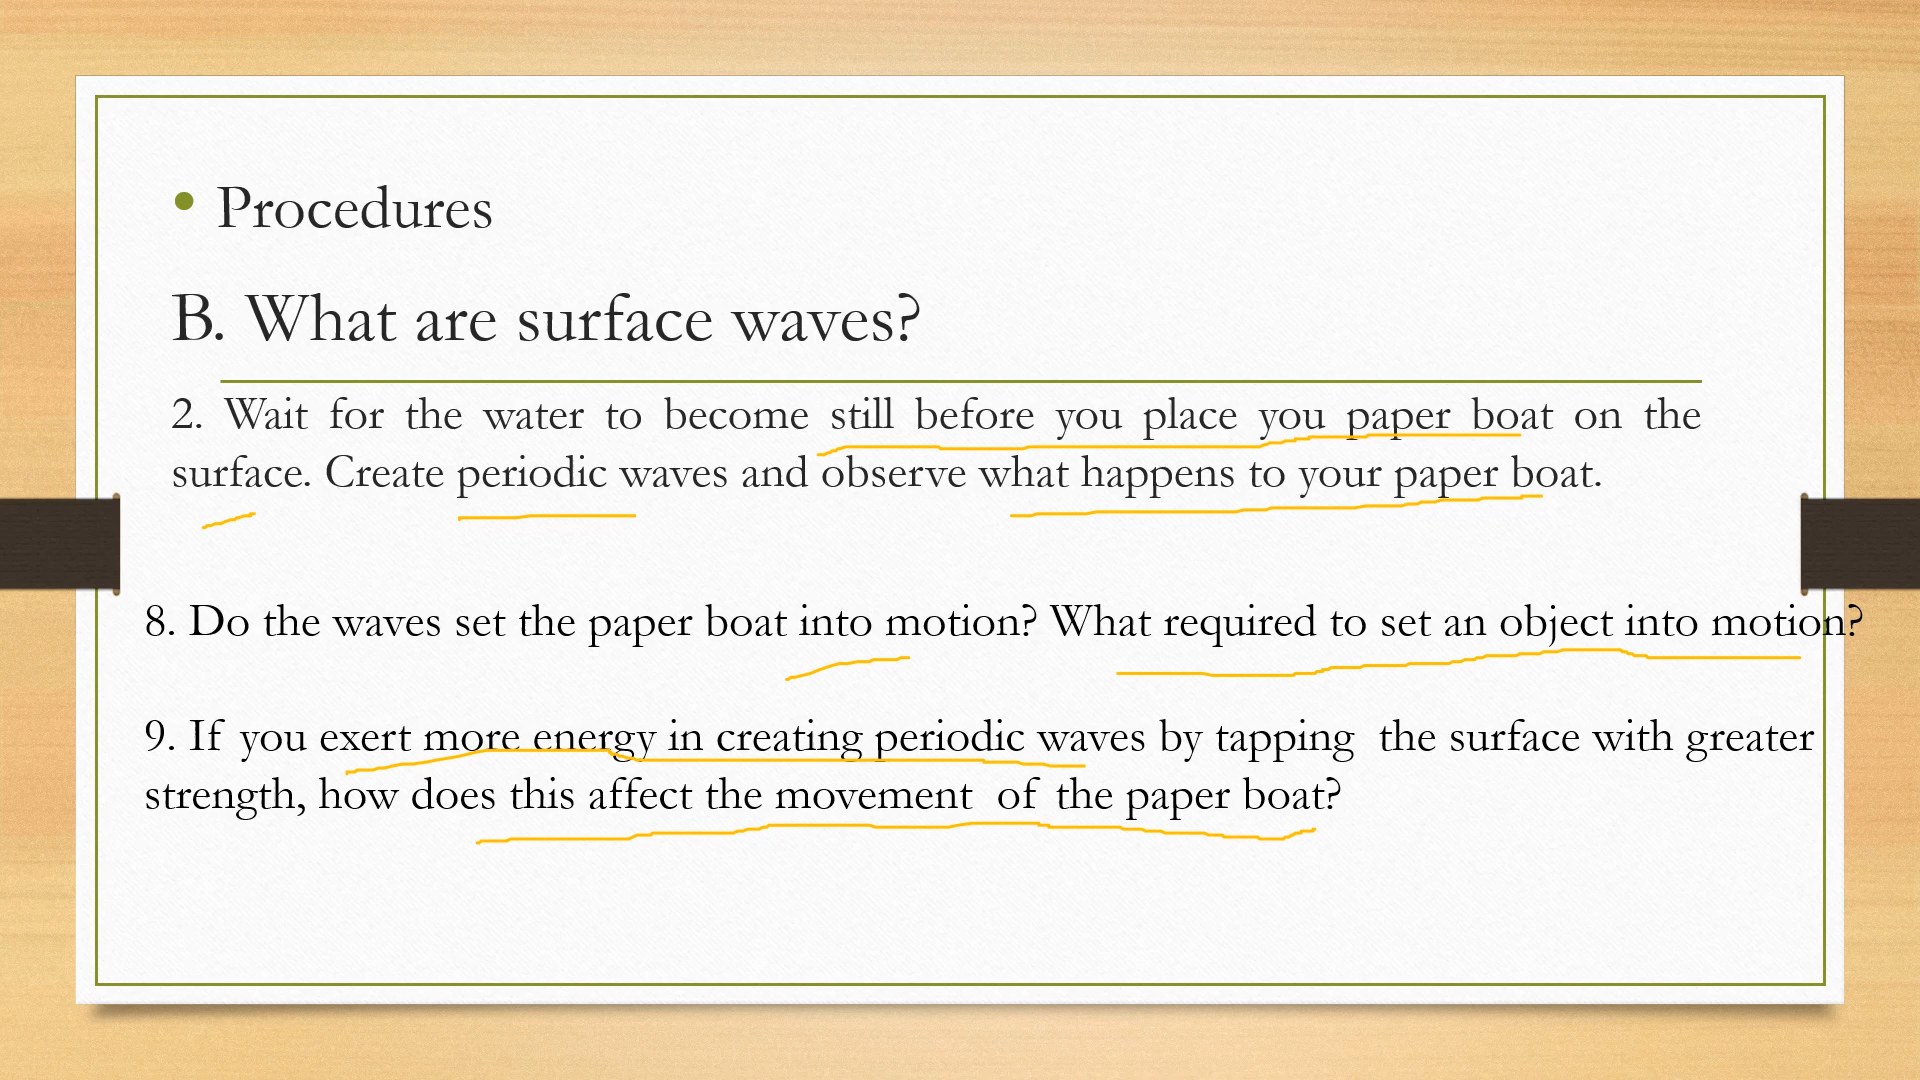 • Procedures
B. What are surface waves?
2. Wait for the water to become still before you place you paper boat on the
surface. Create periodic waves and observe what happens to your paper boat.
8. Do the waves set the paper boat into motion? What required to set an object into motion?
9. If you exert more energy in creating periodic waves by tapping the surface with greater
strength, how does this affect the movement of the paper boat?